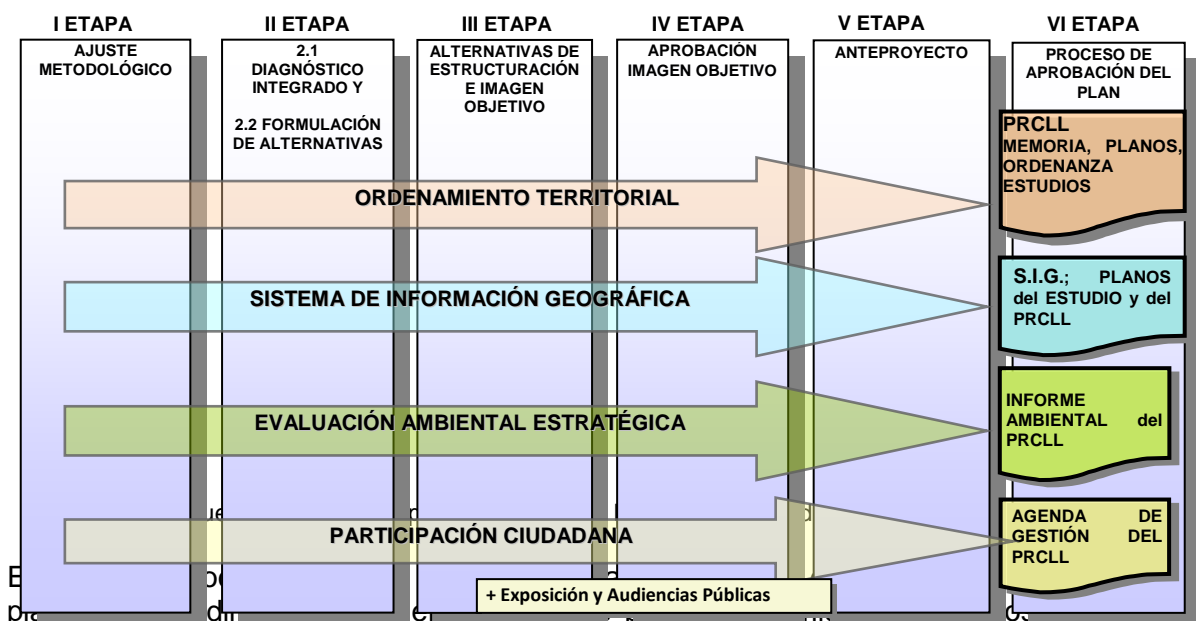 I ETAPA
II ETAPA
III ETAPA
IV ETAPA
V ETAPA
VI ETAPA
AJUSTE
METODOLÓGICO
2.1
DIAGNÓSTICO
INTEGRADO Y
2.2 FORMULACIÓN
DE ALTERNATIVAS
ALTERNATIVAS DE
ESTRUCTURACIÓN
E IMAGEN
OBJETIVO
APROBACIÓN
IMAGEN OBJETIVO
ANTEPROYECTO
PROCESO DE
APROBACIÓN DEL
PLAN
ORDENAMIENTO TERRITORIAL
PRCLL
MEMORIA, PLANOS,
ORDENANZA
ESTUDIOS
SISTEMA DE INFORMACIÓN GEOGRÁFICA
S.I.G.; PLANOS
del ESTUDIO y del
PRCLL
EVALUACIÓN AMBIENTAL ESTRATÉGICA
INFORME
AMBIENTAL del
PRCLL
PARTICIPACIÓN CIUDADANA
AGENDA DE
GESTIÓN DEL
PRCLL
+ Exposición y Audiencias Públicas